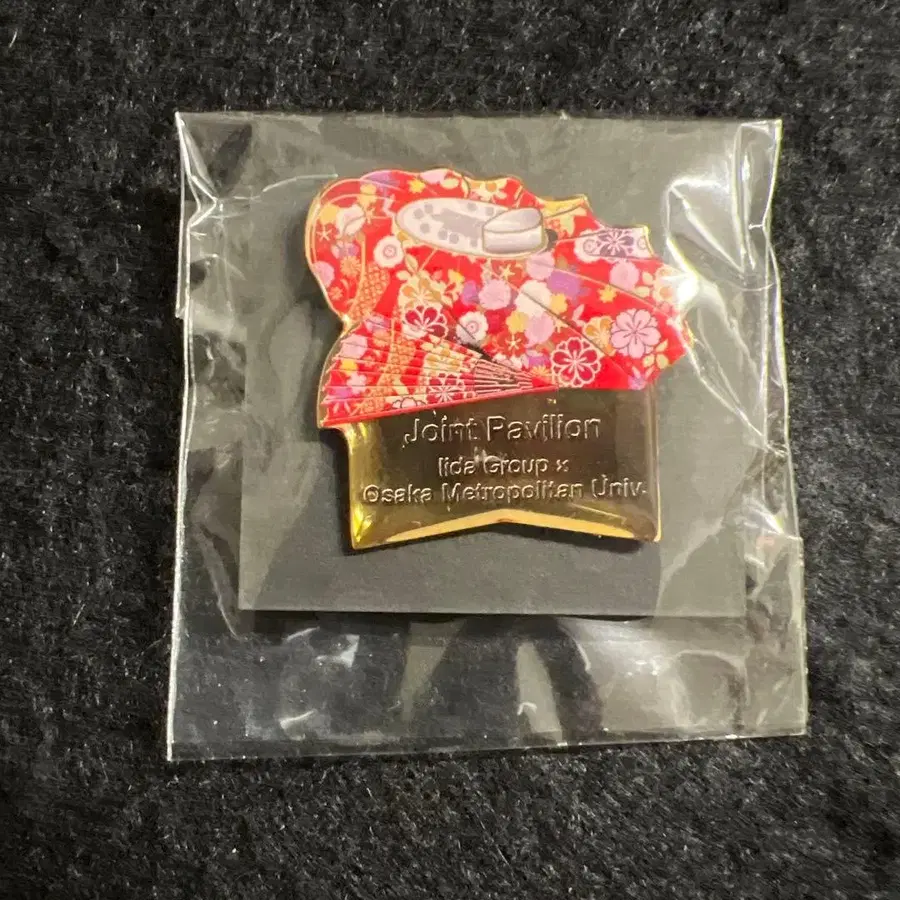 Joint Pavilion
Iida Group ×
Osaka Metropolitan Univ.